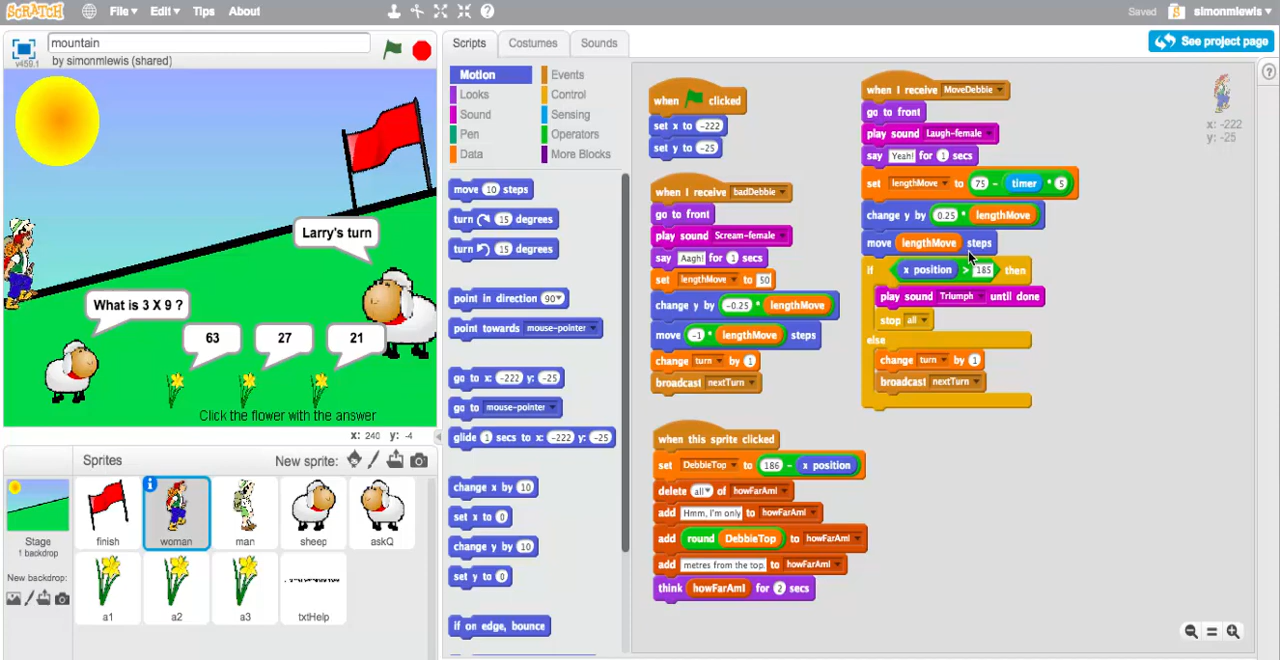 SCRATCH File Edit Tips About Saved simonmlewis
mountain
by simonmlewis (shared)
v459.1
Scripts Costumes Sounds
See project page
Larry's turn
What is 3 X 9 ?
63 27 21
Click the flower with the answer
x: 240 y: -4
Sprites New sprite:
Stage
1 backdrop
New backdrop:
finish woman man sheep askQ
a1 a2 a3 txtHelp
Motion Events
Looks Control
Sound Sensing
Pen Operators
Data More Blocks
move 10 steps
turn 15 degrees
turn 15 degrees
point in direction 90
point towards mouse-pointer
go to x: -222 y: -25
go to mouse-pointer
glide 1 secs to x: -222 y: -25
change x by 10
set x to 0
change y by 10
set y to 0
if on edge, bounce
when clicked
set x to -222
set y to -25
when I receive badDebbie
go to front
play sound Scream-female
say Aagh! for 1 secs
set lengthMove to 50
change y by -0.25 * lengthMove
move -1 * lengthMove steps
change turn by 1
broadcast nextTurn
when this sprite clicked
set DebbieTop to 186 - x position
delete all of howFarAmI
add Hmm, I'm only to howFarAmI
add round DebbieTop to howFarAmI
add metres from the top. to howFarAmI
think howFarAmI for 2 secs
when I receive MoveDebbie
go to front
play sound Laugh-female
say Yeah! for 1 secs
set lengthMove to 75 - timer * 5
change y by 0.25 * lengthMove
move lengthMove steps
if x position > 185 then
play sound Triumph until done
stop all
else
change turn by 1
broadcast nextTurn
x: -222
y: -25